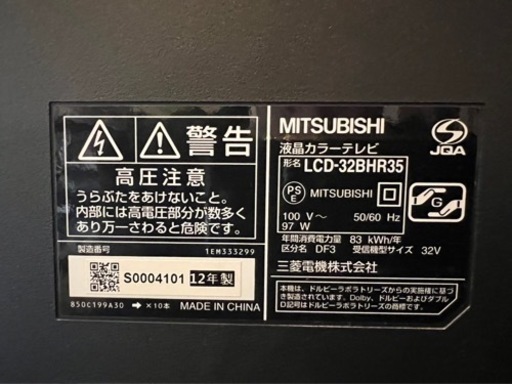 警告
高圧注意
うらぶたをあけないこと。
内部には高電圧部分が数多く
あり万一さわると危険です。
製造番号 1EM333299
S0004101 12年製
850C199A30 → ×10本 MADE IN CHINA
MITSUBISHI
JQA
液晶カラーテレビ
形名 LCD-32BHR35
PS E MITSUBISHI
G
100 V～ 50/60 Hz
97 W
年間消費電力量 83 kWh/年
区分名 DF3 受信機型サイズ 32V
三菱電機株式会社
本機は、ドルビーラボラトリーズからの実施権に基づ
き製造されています。Dolby、ドルビーおよびダブル
D記号はドルビーラボラトリーズの商標です。